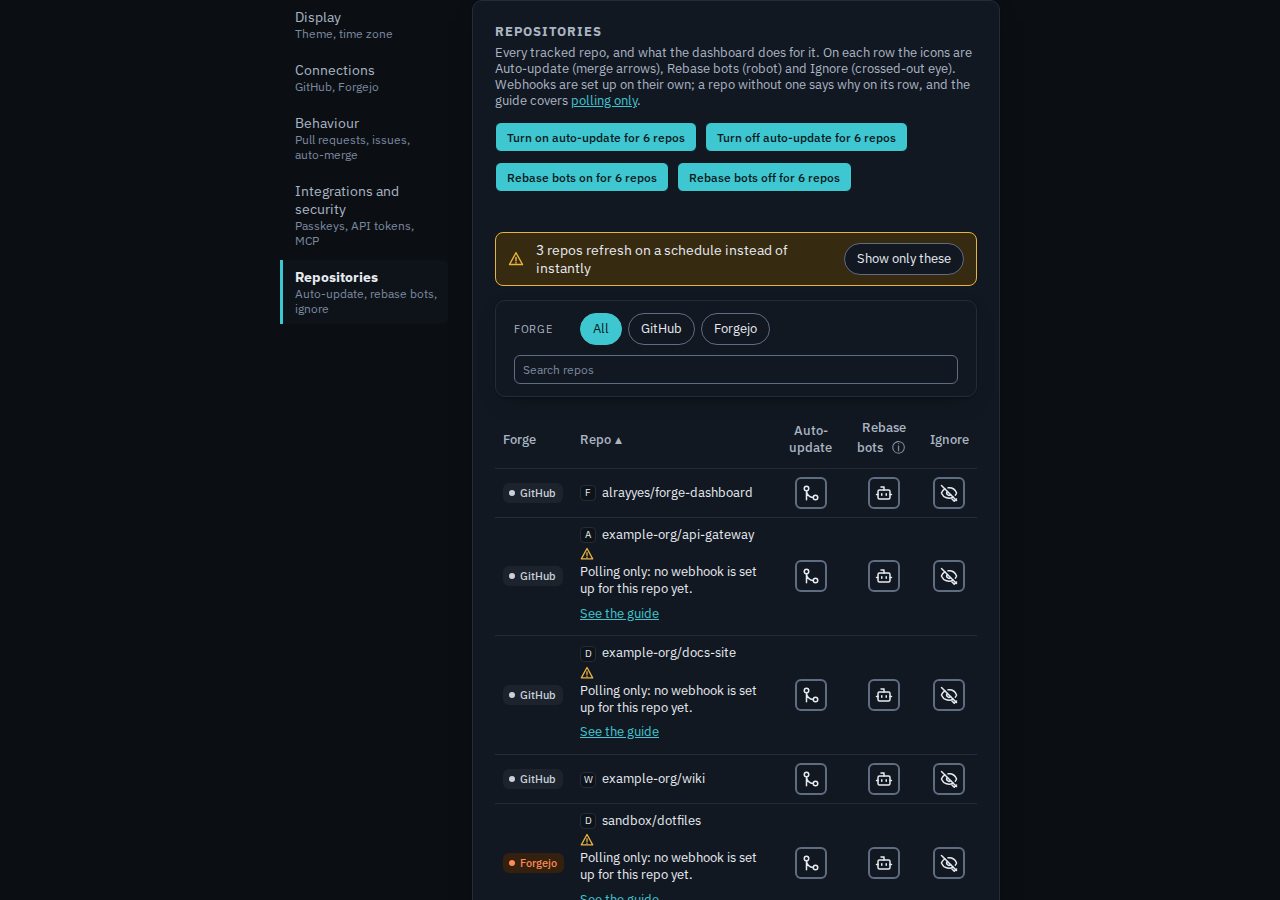 Display
Theme, time zone
Connections
GitHub, Forgejo
Behaviour
Pull requests, issues,
auto-merge
Integrations and
security
Passkeys, API tokens,
MCP
Repositories
Auto-update, rebase bots,
ignore
REPOSITORIES
Every tracked repo, and what the dashboard does for it. On each row the icons are
Auto-update (merge arrows), Rebase bots (robot) and Ignore (crossed-out eye).
Webhooks are set up on their own; a repo without one says why on its row, and the
guide covers polling only.
Turn on auto-update for 6 repos
Turn off auto-update for 6 repos
Rebase bots on for 6 repos
Rebase bots off for 6 repos
3 repos refresh on a schedule instead of
instantly
Show only these
FORGE
All
GitHub
Forgejo
Search repos
Forge
Repo ▲
Auto-
update
Rebase
bots ⓘ
Ignore
GitHub
F alrayyes/forge-dashboard
GitHub
A example-org/api-gateway
Polling only: no webhook is set
up for this repo yet.
See the guide
GitHub
D example-org/docs-site
Polling only: no webhook is set
up for this repo yet.
See the guide
GitHub
W example-org/wiki
Forgejo
D sandbox/dotfiles
Polling only: no webhook is set
up for this repo yet.
See the guide